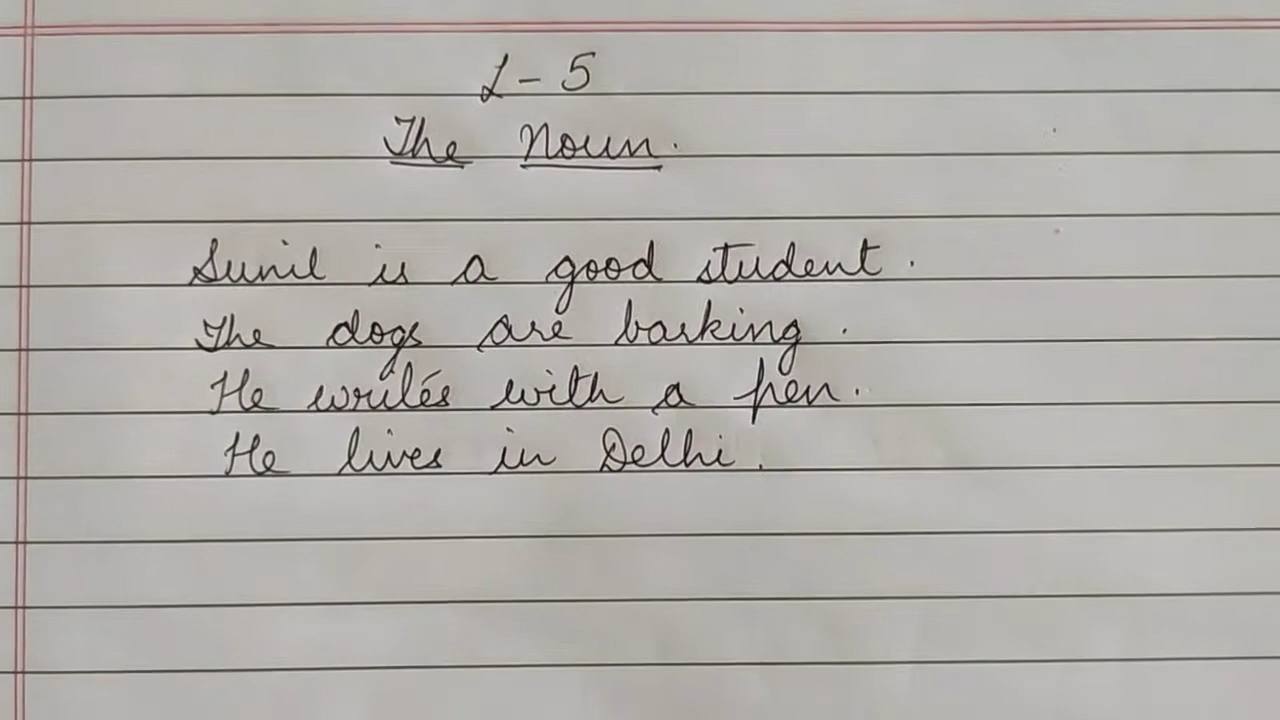 L-5
The Noun.
Sunil is a good student.
The dogs are barking.
He writes with a pen.
He lives in Delhi.